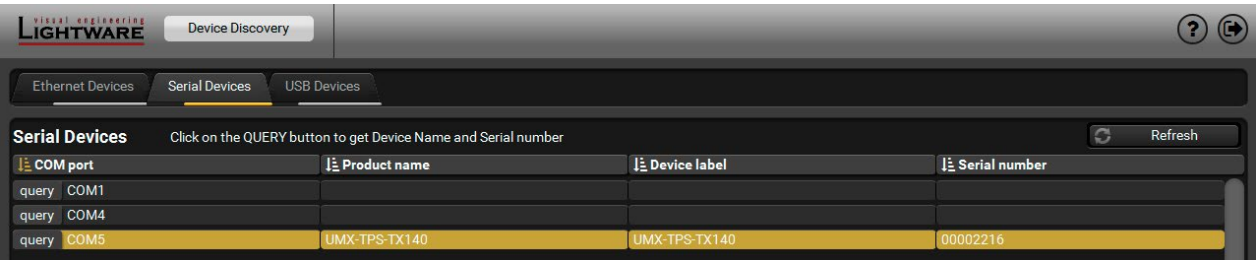 visual engineering
LIGHTWARE
Device Discovery
?
Ethernet Devices Serial Devices USB Devices
Serial Devices Click on the QUERY button to get Device Name and Serial number Refresh
COM port Product name Device label Serial number
query COM1
query COM4
query COM5 UMX-TPS-TX140 UMX-TPS-TX140 00002216